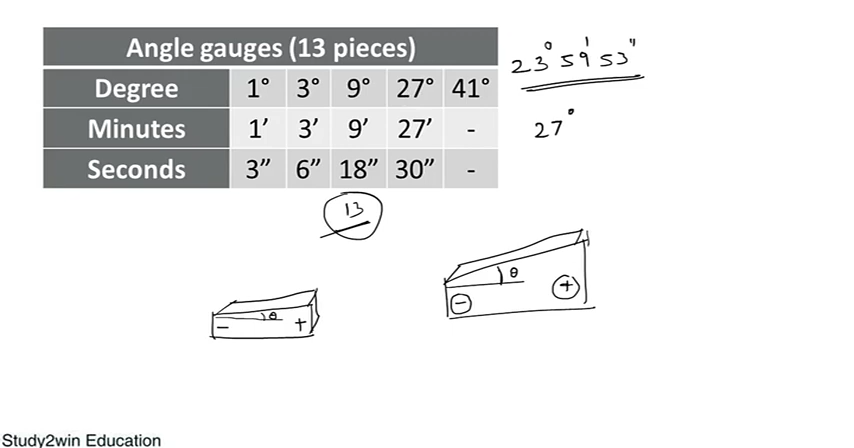 Angle gauges (13 pieces)
Degree 1° 3° 9° 27° 41°
Minutes 1’ 3’ 9’ 27’ -
Seconds 3” 6” 18” 30” -
23° 59' 53"
27°
13
θ
- +
θ
- +
Study2win Education